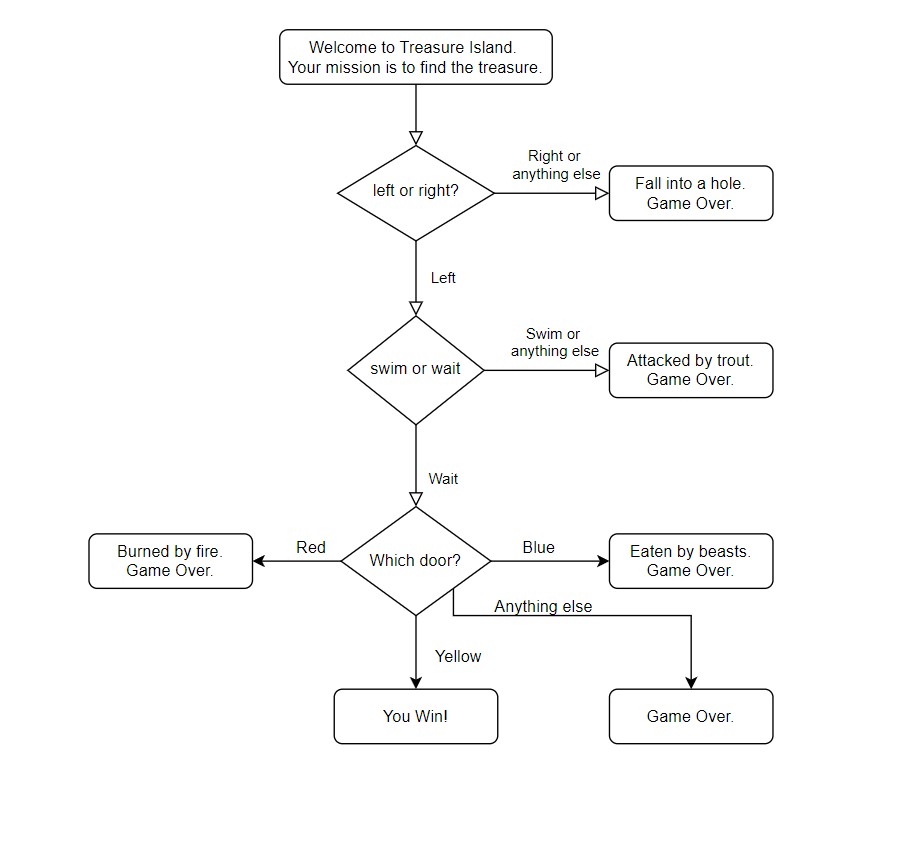 Welcome to Treasure Island.
Your mission is to find the treasure.
left or right?
Right or
anything else
Fall into a hole.
Game Over.
Left
swim or wait
Swim or
anything else
Attacked by trout.
Game Over.
Wait
Which door?
Red
Burned by fire.
Game Over.
Blue
Eaten by beasts.
Game Over.
Anything else
Yellow
You Win!
Game Over.